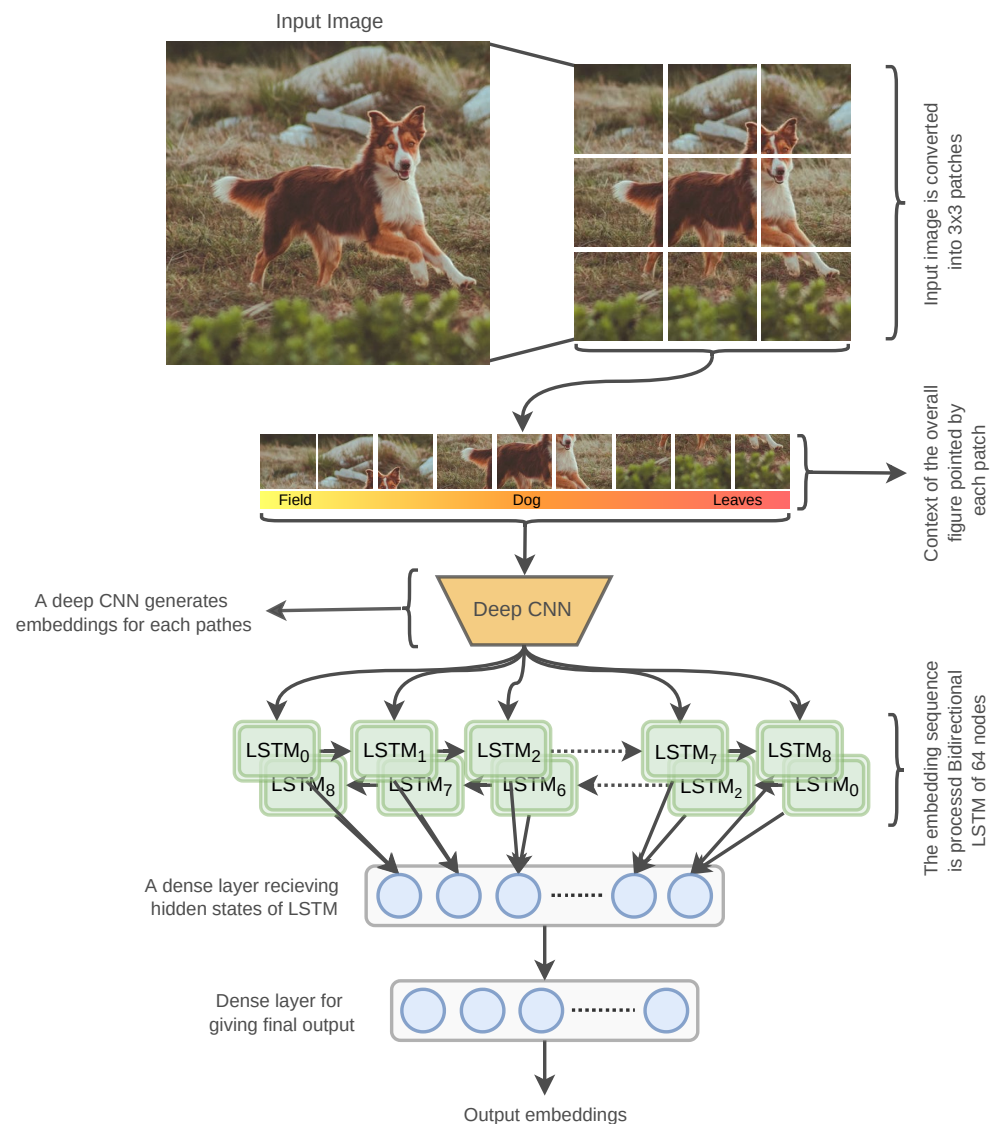 Input Image
Input image is converted
into 3x3 patches
Field
Dog
Leaves
Context of the overall
figure pointed by
each patch
A deep CNN generates
embeddings for each pathes
Deep CNN
LSTM0
LSTM1
LSTM2
LSTM7
LSTM8
LSTM8
LSTM7
LSTM6
LSTM2
LSTM0
The embedding sequence
is processd Bidirectional
LSTM of 64 nodes
A dense layer recieving
hidden states of LSTM
Dense layer for
giving final output
Output embeddings